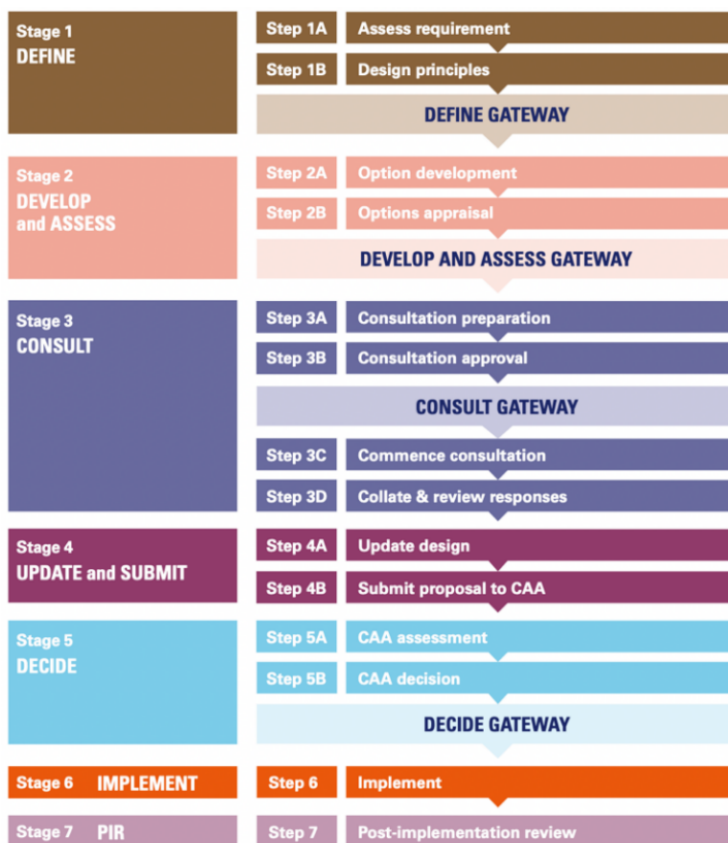 Stage 1
DEFINE
Step 1A Assess requirement
Step 1B Design principles
DEFINE GATEWAY
Stage 2
DEVELOP
and ASSESS
Step 2A Option development
Step 2B Options appraisal
DEVELOP AND ASSESS GATEWAY
Stage 3
CONSULT
Step 3A Consultation preparation
Step 3B Consultation approval
CONSULT GATEWAY
Step 3C Commence consultation
Step 3D Collate & review responses
Stage 4
UPDATE and SUBMIT
Step 4A Update design
Step 4B Submit proposal to CAA
Stage 5
DECIDE
Step 5A CAA assessment
Step 5B CAA decision
DECIDE GATEWAY
Stage 6 IMPLEMENT
Step 6 Implement
Stage 7 PIR
Step 7 Post-implementation review